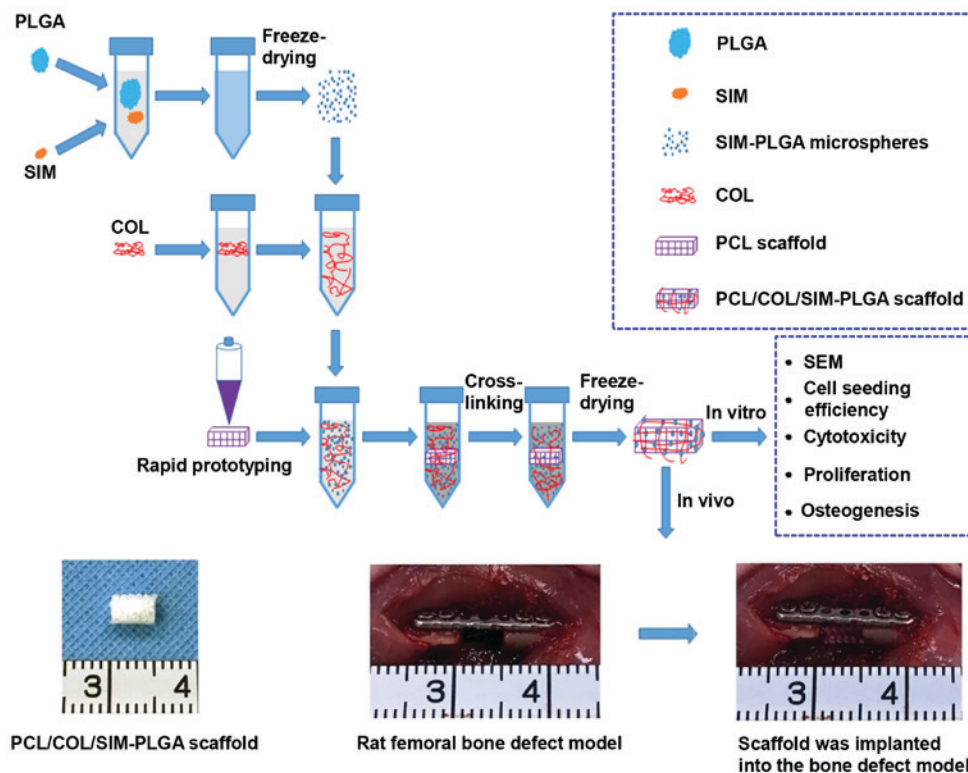 PLGA
Freeze-
drying
SIM
COL
Rapid prototyping
Cross-
linking
Freeze-
drying
In vitro
In vivo
PLGA
SIM
SIM-PLGA microspheres
COL
PCL scaffold
PCL/COL/SIM-PLGA scaffold
• SEM
• Cell seeding
efficiency
• Cytotoxicity
• Proliferation
• Osteogenesis
3 4
3 4
3 4
PCL/COL/SIM-PLGA scaffold
Rat femoral bone defect model
Scaffold was implanted
into the bone defect model